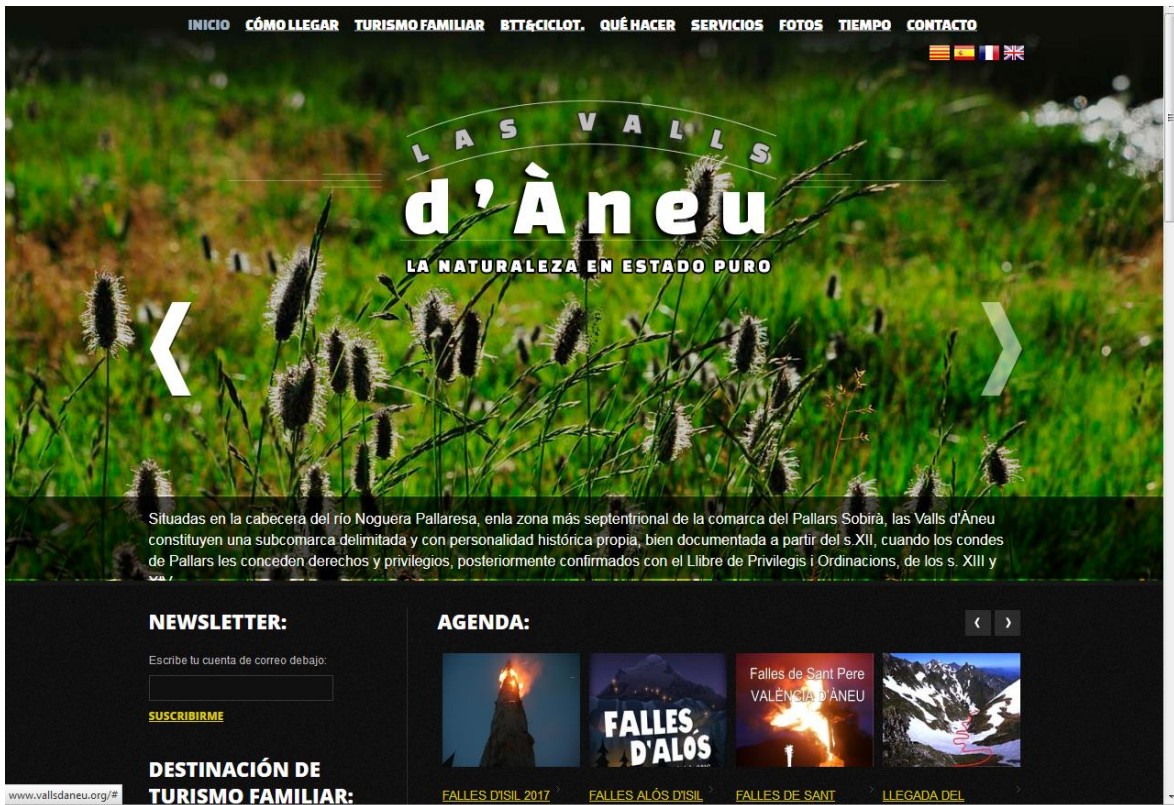 INICIO CÓMO LLEGAR TURISMO FAMILIAR BTT&CICLOT. QUÉ HACER SERVICIOS FOTOS TIEMPO CONTACTO
LAS VALLS
d'Àneu
LA NATURALEZA EN ESTADO PURO
Situadas en la cabecera del río Noguera Pallaresa, enla zona más septentrional de la comarca del Pallars Sobirà, las Valls d'Àneu
constituyen una subcomarca delimitada y con personalidad histórica propia, bien documentada a partir del s.XII, cuando los condes
de Pallars les conceden derechos y privilegios, posteriormente confirmados con el Llibre de Privilegis i Ordinacions, de los s. XIII y
NEWSLETTER:
Escribe tu cuenta de correo debajo:
SUSCRIBIRME
DESTINACIÓN DE
TURISMO FAMILIAR:
AGENDA:
FALLES
D'ALÓS
Falles de Sant Pere
VALÈNCIA D'ÀNEU
FALLES D'ISIL 2017
FALLES ALÓS D'ISIL
FALLES DE SANT
LLEGADA DEL
www.vallsdaneu.org/#